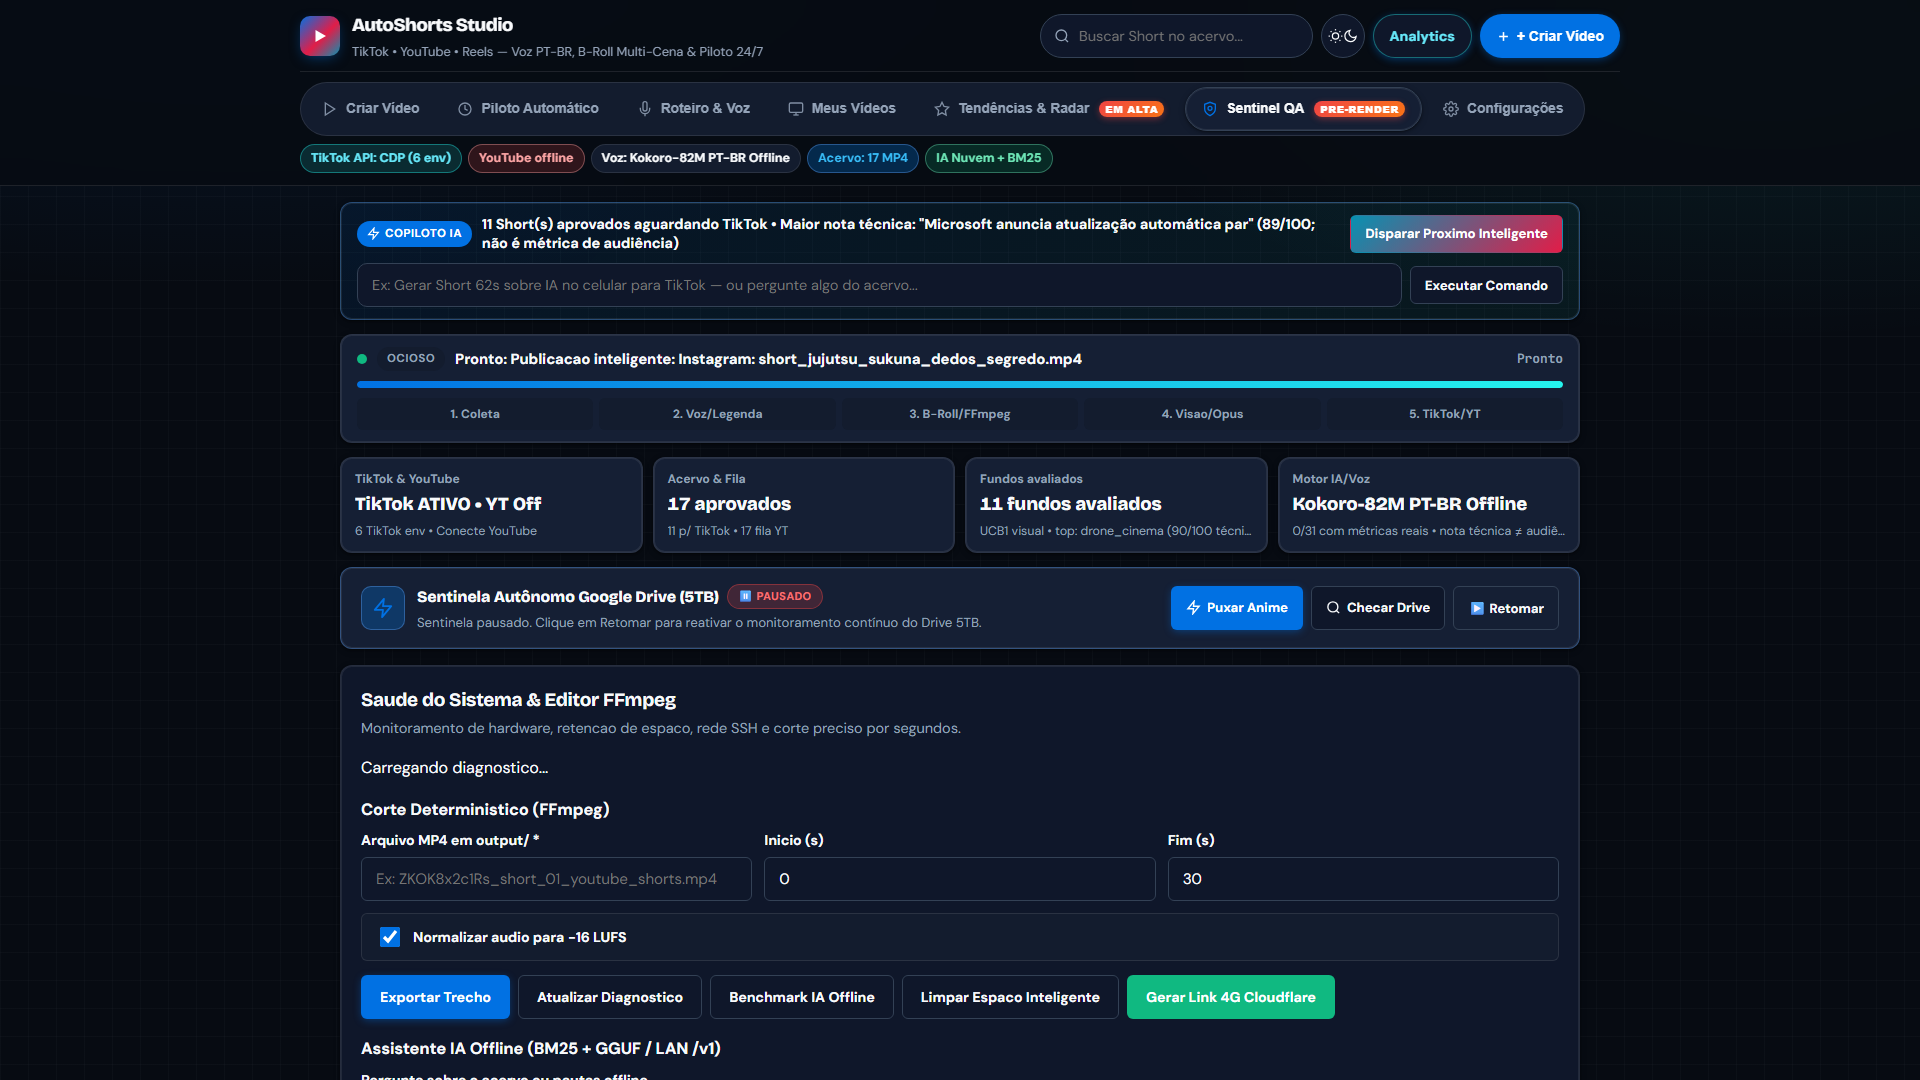 AutoShorts Studio
TikTok • YouTube • Reels — Voz PT-BR, B-Roll Multi-Cena & Piloto 24/7
Buscar Short no acervo...
Analytics
+ + Criar Vídeo
Criar Vídeo
Piloto Automático
Roteiro & Voz
Meus Vídeos
Tendências & Radar EM ALTA
Sentinel QA PRE-RENDER
Configurações
TikTok API: CDP (6 env)
YouTube offline
Voz: Kokoro-82M PT-BR Offline
Acervo: 17 MP4
IA Nuvem + BM25
COPILOTO IA
11 Short(s) aprovados aguardando TikTok • Maior nota técnica: "Microsoft anuncia atualização automática par" (89/100;
não é métrica de audiência)
Disparar Proximo Inteligente
Ex: Gerar Short 62s sobre IA no celular para TikTok — ou pergunte algo do acervo...
Executar Comando
OCIOSO
Pronto: Publicacao inteligente: Instagram: short_jujutsu_sukuna_dedos_segredo.mp4
Pronto
1. Coleta
2. Voz/Legenda
3. B-Roll/FFmpeg
4. Visao/Opus
5. TikTok/YT
TikTok & YouTube
TikTok ATIVO • YT Off
6 TikTok env • Conecte YouTube
Acervo & Fila
17 aprovados
11 p/ TikTok • 17 fila YT
Fundos avaliados
11 fundos avaliados
UCB1 visual • top: drone_cinema (90/100 técni...
Motor IA/Voz
Kokoro-82M PT-BR Offline
0/31 com métricas reais • nota técnica ≠ audiê...
Sentinela Autônomo Google Drive (5TB)
PAUSADO
Sentinela pausado. Clique em Retomar para reativar o monitoramento contínuo do Drive 5TB.
Puxar Anime
Checar Drive
Retomar
Saude do Sistema & Editor FFmpeg
Monitoramento de hardware, retencao de espaco, rede SSH e corte preciso por segundos.
Carregando diagnostico...
Corte Deterministico (FFmpeg)
Arquivo MP4 em output/ *
Inicio (s)
Fim (s)
Ex: ZKOK8x2c1Rs_short_01_youtube_shorts.mp4
0
30
Normalizar audio para -16 LUFS
Exportar Trecho
Atualizar Diagnostico
Benchmark IA Offline
Limpar Espaco Inteligente
Gerar Link 4G Cloudflare
Assistente IA Offline (BM25 + GGUF / LAN /v1)
Pergunte sobre o acervo ou pautas offline